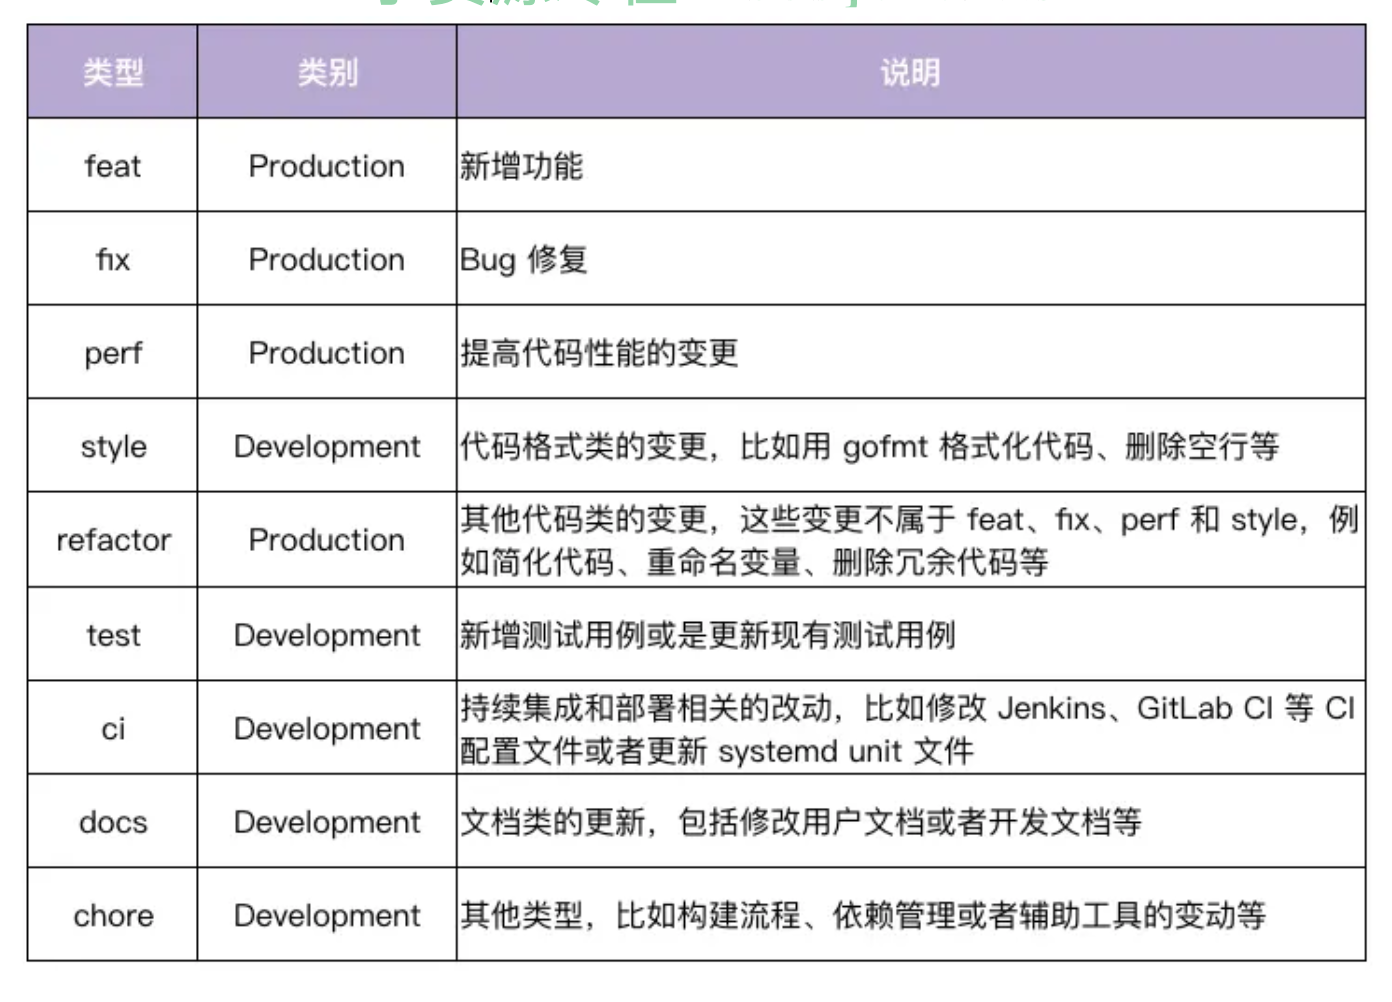 类型 类别 说明
feat Production 新增功能
fix Production Bug 修复
perf Production 提高代码性能的变更
style Development 代码格式类的变更，比如用 gofmt 格式化代码、删除空行等
refactor Production 其他代码类的变更，这些变更不属于 feat、fix、perf 和 style，例
如简化代码、重命名变量、删除冗余代码等
test Development 新增测试用例或是更新现有测试用例
ci Development 持续集成和部署相关的改动，比如修改 Jenkins、GitLab CI 等 CI
配置文件或者更新 systemd unit 文件
docs Development 文档类的更新，包括修改用户文档或者开发文档等
chore Development 其他类型，比如构建流程、依赖管理或者辅助工具的变动等